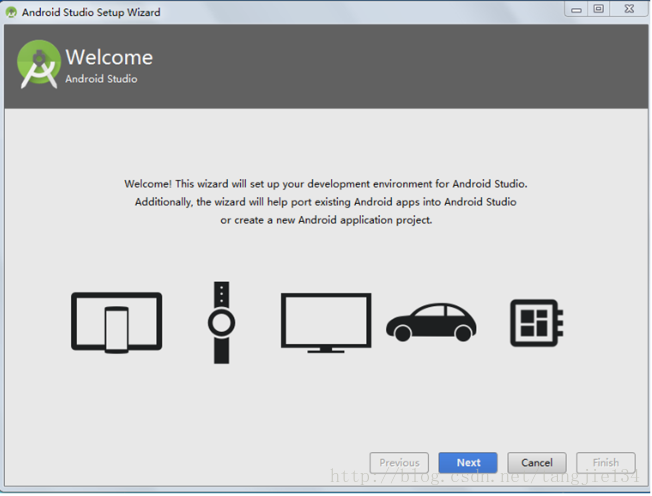 Android Studio Setup Wizard
Welcome
Android Studio
Welcome! This wizard will set up your development environment for Android Studio.
Additionally, the wizard will help port existing Android apps into Android Studio
or create a new Android application project.
Previous
Next
Cancel
Finish
http://blog.csdn.net/tangjie134